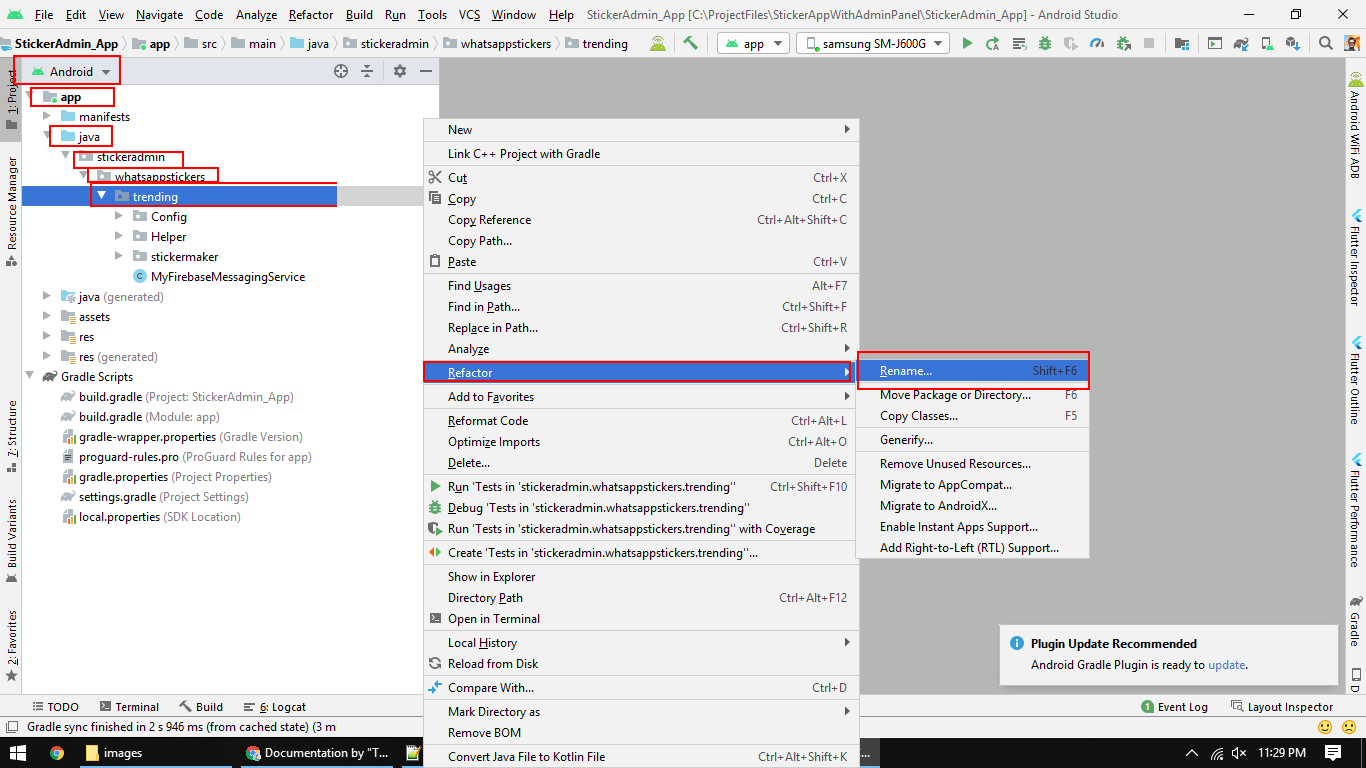 File Edit View Navigate Code Analyze Refactor Build Run Tools VCS Window Help StickerAdmin_App [C:\ProjectFiles\StickerAppWithAdminPanel\StickerAdmin_App] - Android Studio
StickerAdmin_App app src main java stickeradmin whatsappstickers trending app samsung SM-J600G
Android
app
manifests
java
stickeradmin
whatsappstickers
trending
Config
Helper
stickermaker
MyFirebaseMessagingService
java (generated)
assets
res
res (generated)
Gradle Scripts
build.gradle (Project: StickerAdmin_App)
build.gradle (Module: app)
gradle-wrapper.properties (Gradle Version)
proguard-rules.pro (ProGuard Rules for app)
gradle.properties (Project Properties)
settings.gradle (Project Settings)
local.properties (SDK Location)
1: Project
Resource Manager
7: Structure
Build Variants
2: Favorites
New
Link C++ Project with Gradle
Cut Ctrl+X
Copy Ctrl+C
Copy Reference Ctrl+Alt+Shift+C
Copy Path...
Paste Ctrl+V
Find Usages Alt+F7
Find in Path... Ctrl+Shift+F
Replace in Path... Ctrl+Shift+R
Analyze
Refactor
Add to Favorites
Reformat Code Ctrl+Alt+L
Optimize Imports Ctrl+Alt+O
Delete... Delete
Run 'Tests in 'stickeradmin.whatsappstickers.trending'' Ctrl+Shift+F10
Debug 'Tests in 'stickeradmin.whatsappstickers.trending''
Run 'Tests in 'stickeradmin.whatsappstickers.trending'' with Coverage
Create 'Tests in 'stickeradmin.whatsappstickers.trending''...
Show in Explorer
Directory Path Ctrl+Alt+F12
Open in Terminal
Local History
Reload from Disk
Compare With... Ctrl+D
Mark Directory as
Remove BOM
Convert Java File to Kotlin File Ctrl+Alt+Shift+K
Rename... Shift+F6
Move Package or Directory... F6
Copy Classes... F5
Generify...
Remove Unused Resources...
Migrate to AppCompat...
Migrate to AndroidX...
Enable Instant Apps Support...
Add Right-to-Left (RTL) Support...
Android WiFi ADB
Flutter Inspector
Flutter Outline
Flutter Performance
Gradle
D
Plugin Update Recommended
Android Gradle Plugin is ready to update.
TODO Terminal Build 6: Logcat Event Log Layout Inspector
Gradle sync finished in 2 s 946 ms (from cached state) (3 m
images Documentation by "T... 11:29 PM